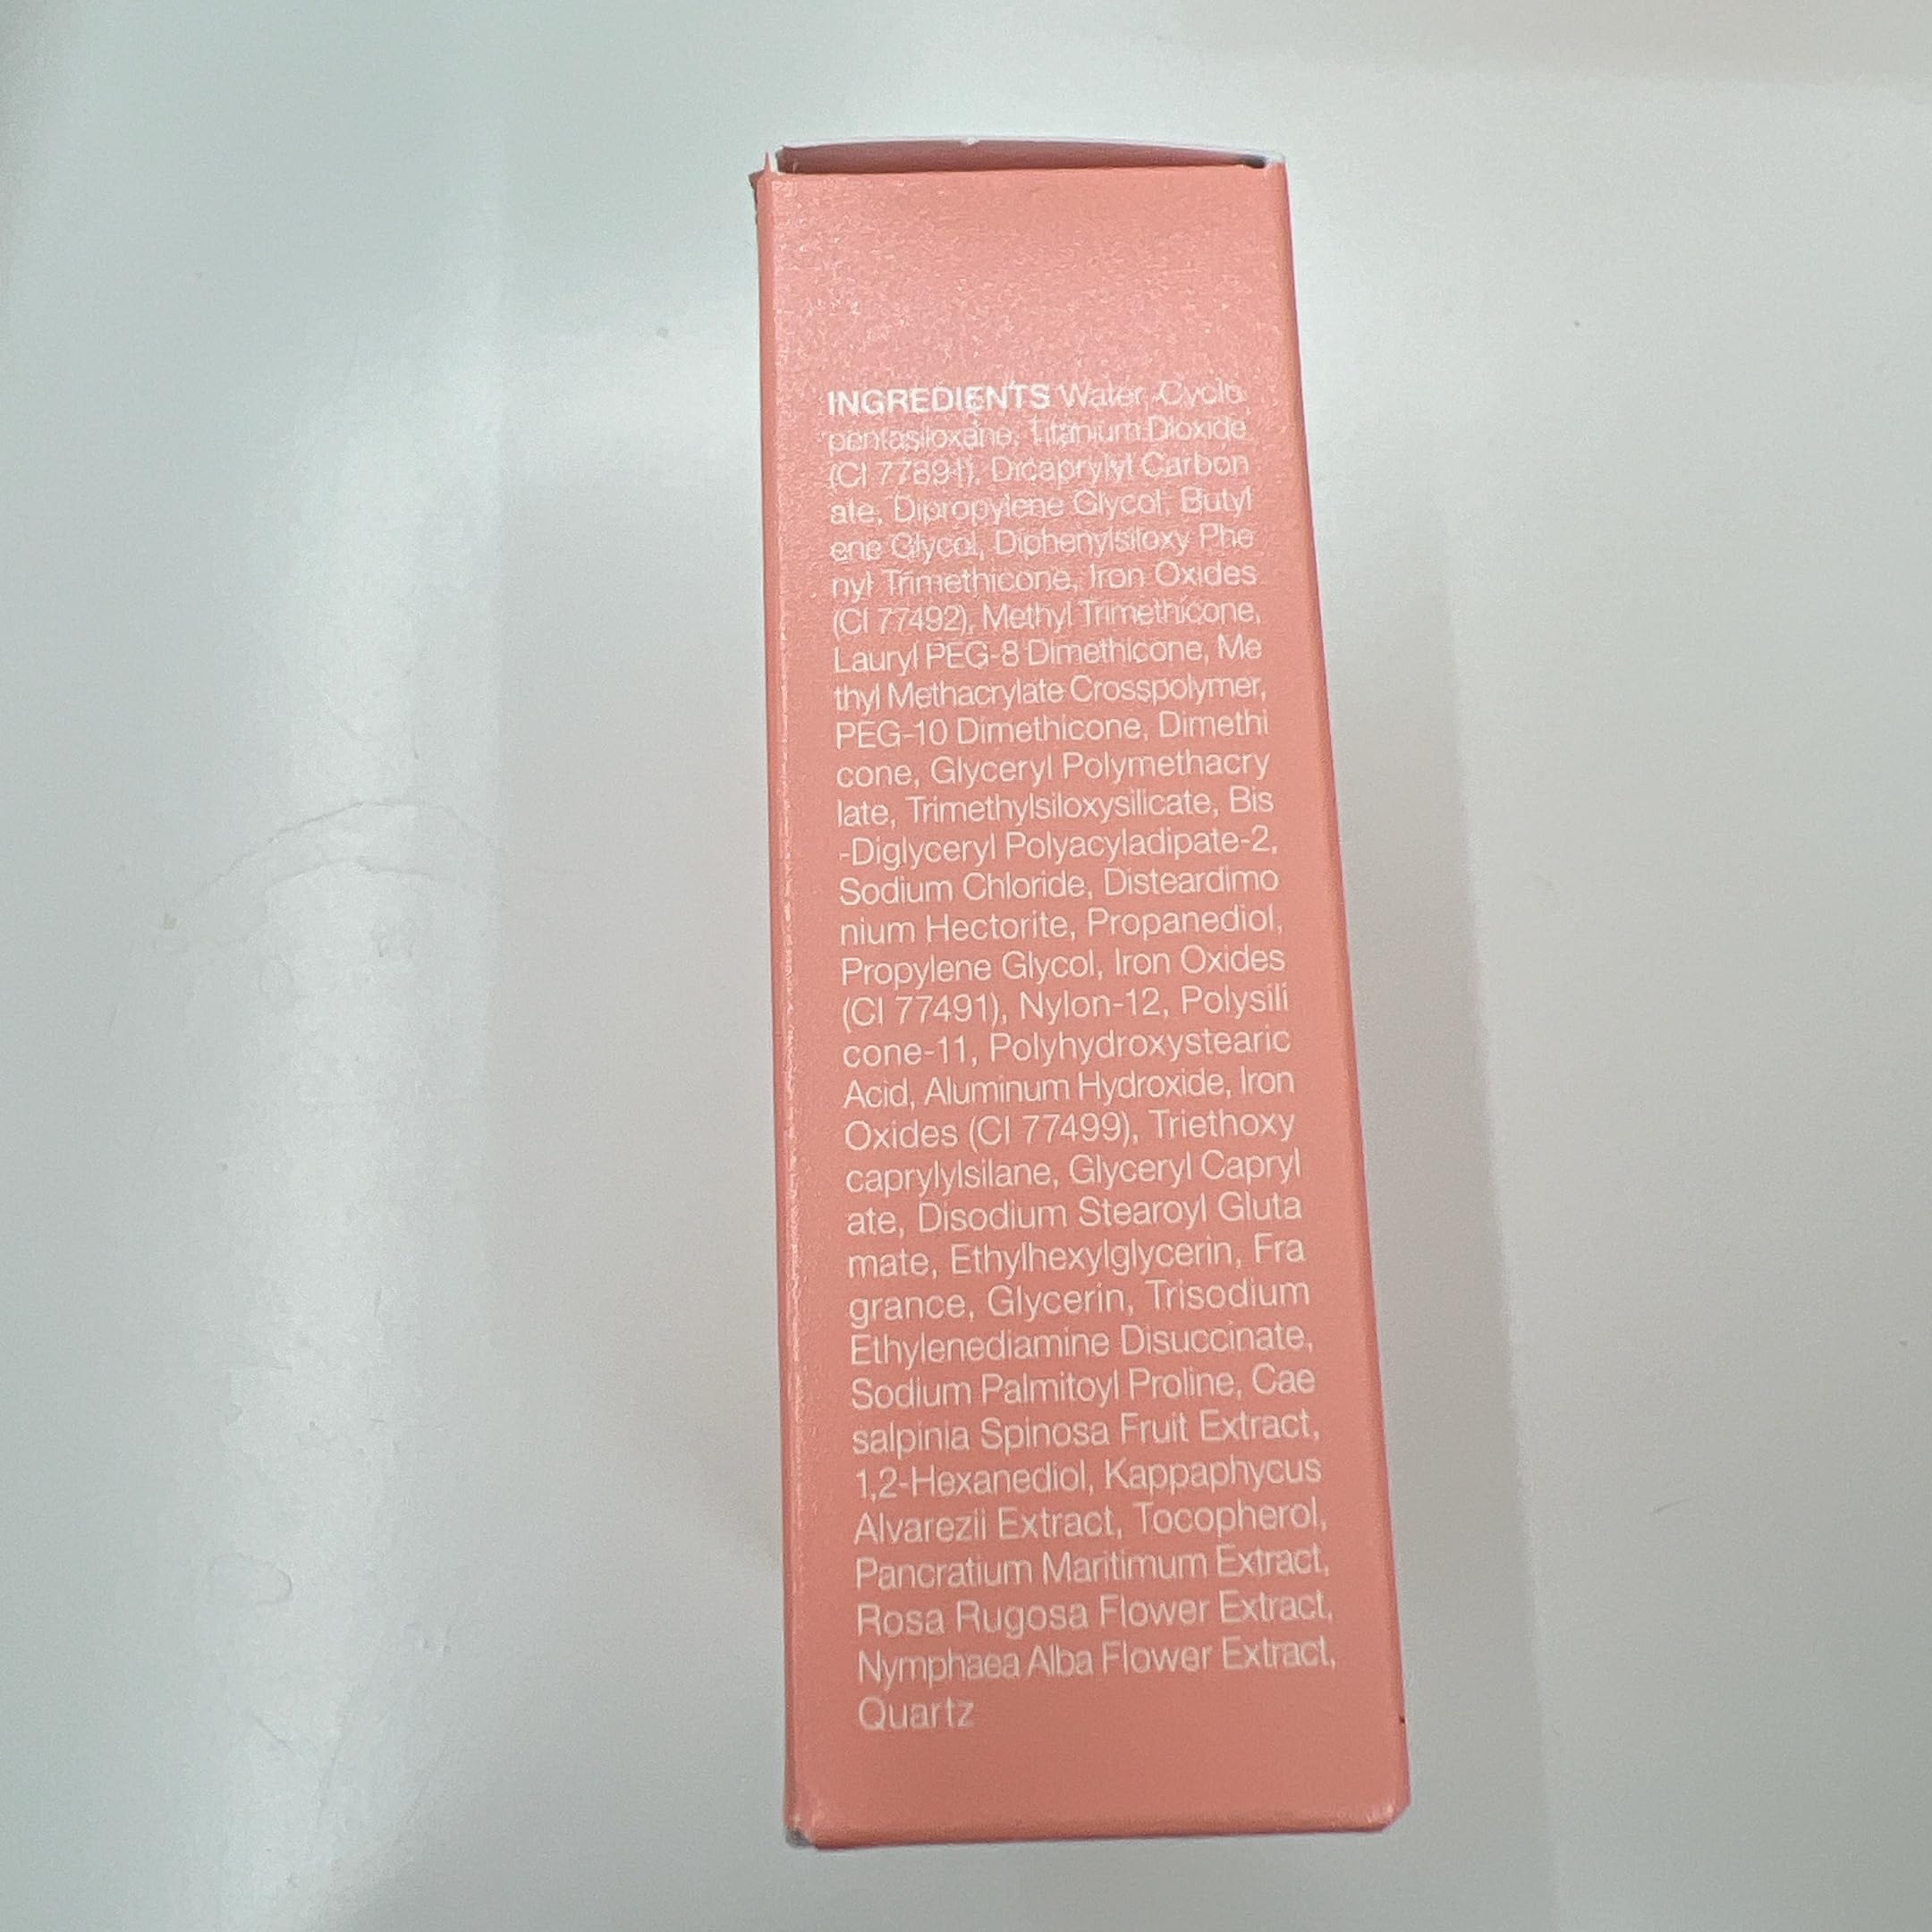 INGREDIENTS Water, Cyclo
pentasiloxane, Titanium Dioxide
(CI 77891), Dicaprylyl Carbon
ate, Dipropylene Glycol, Butyl
ene Glycol, Diphenylsiloxy Phe
nyl Trimethicone, Iron Oxides
(CI 77492), Methyl Trimethicone,
Lauryl PEG-8 Dimethicone, Me
thyl Methacrylate Crosspolymer,
PEG-10 Dimethicone, Dimethi
cone, Glyceryl Polymethacry
late, Trimethylsiloxysilicate, Bis
-Diglyceryl Polyacyladipate-2,
Sodium Chloride, Disteardimo
nium Hectorite, Propanediol,
Propylene Glycol, Iron Oxides
(CI 77491), Nylon-12, Polysili
cone-11, Polyhydroxystearic
Acid, Aluminum Hydroxide, Iron
Oxides (CI 77499), Triethoxy
caprylylsilane, Glyceryl Capryl
ate, Disodium Stearoyl Gluta
mate, Ethylhexylglycerin, Fra
grance, Glycerin, Trisodium
Ethylenediamine Disuccinate,
Sodium Palmitoyl Proline, Cae
salpinia Spinosa Fruit Extract,
1,2-Hexanediol, Kappaphycus
Alvarezii Extract, Tocopherol,
Pancratium Maritimum Extract,
Rosa Rugosa Flower Extract,
Nymphaea Alba Flower Extract,
Quartz